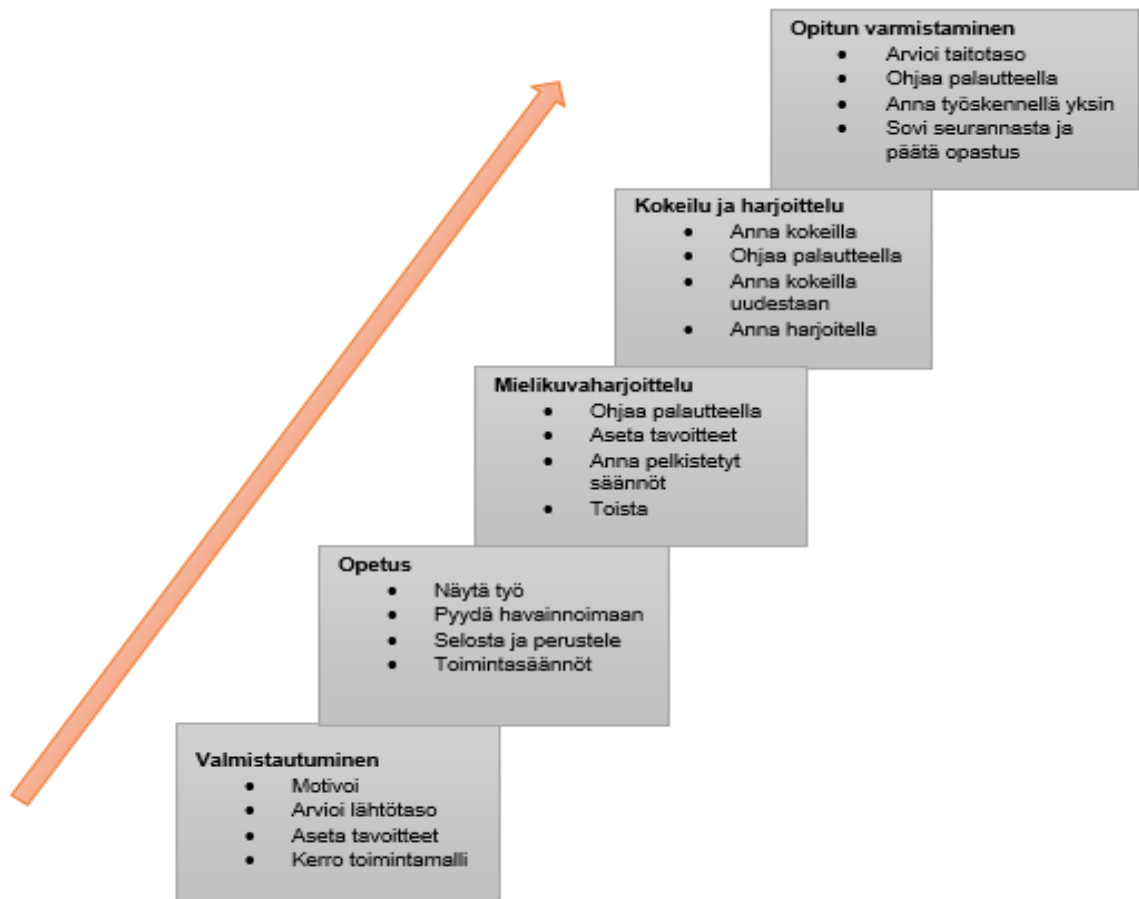 Opitun varmistaminen
• Arvioi taitotaso
• Ohjaa palautteella
• Anna työskennellä yksin
• Sovi seurannasta ja
päätä opastus
Kokeilu ja harjoittelu
• Anna kokeilla
• Ohjaa palautteella
• Anna kokeilla
uudestaan
• Anna harjoitella
Mielikuvaharjoittelu
• Ohjaa palautteella
• Aseta tavoitteet
• Anna pelkistetyt
säännöt
• Toista
Opetus
• Näytä työ
• Pyydä havainnoimaan
• Selosta ja perustele
• Toimintasäännöt
Valmistautuminen
• Motivoi
• Arvioi lähtötaso
• Aseta tavoitteet
• Kerro toimintamalli